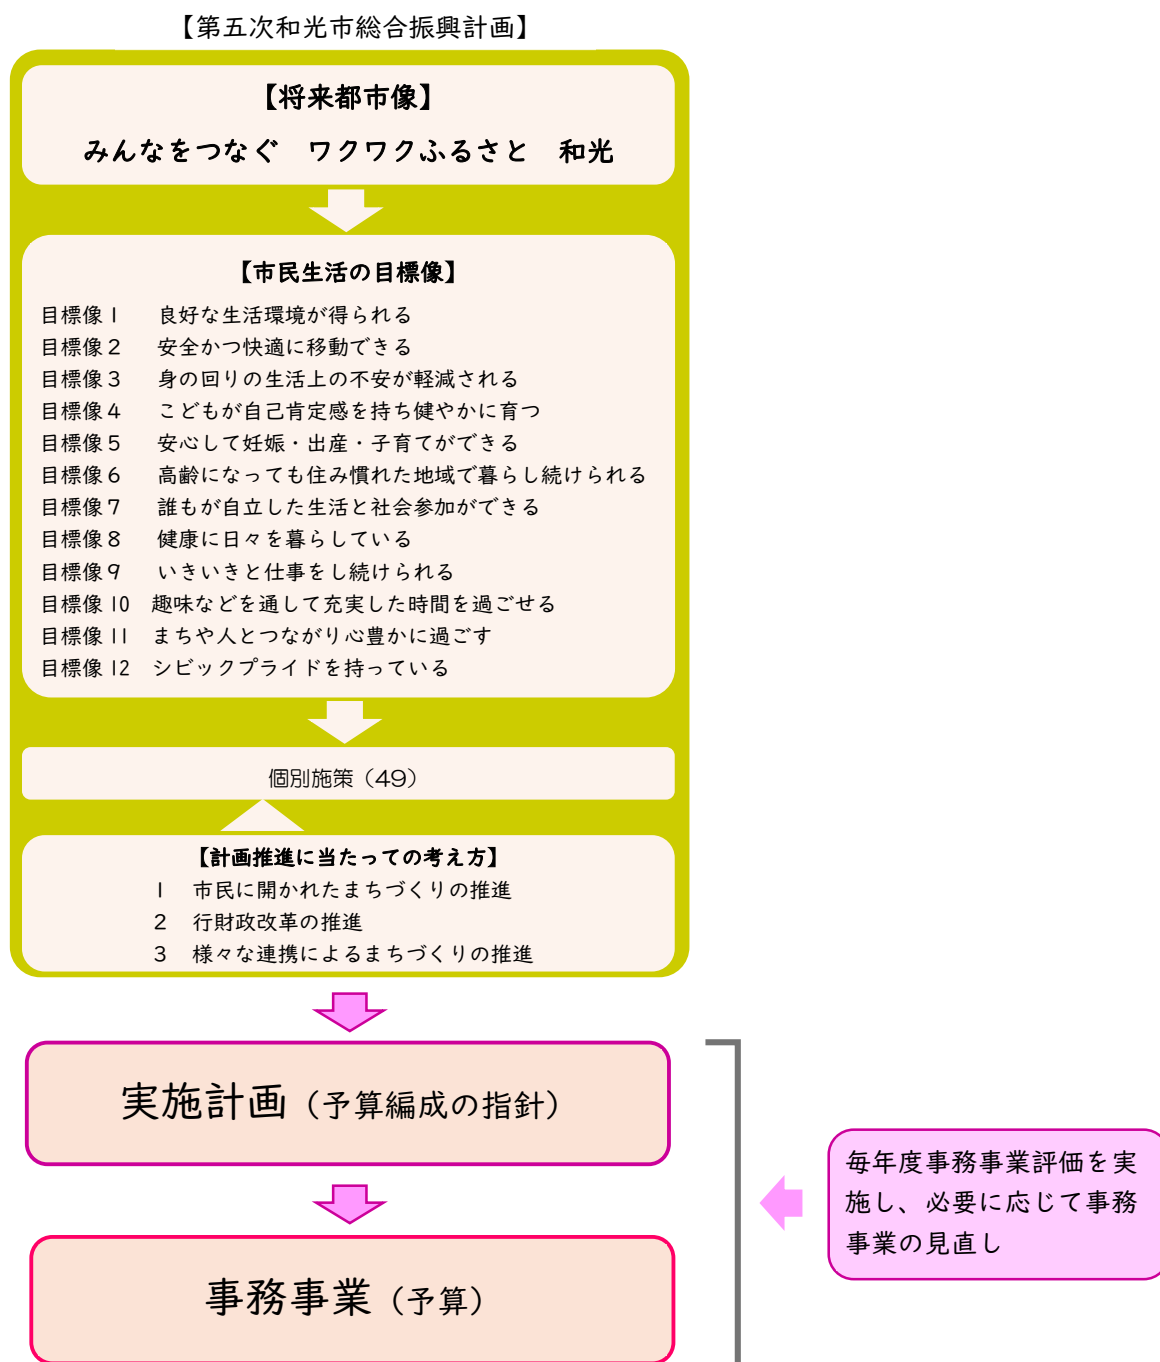 【第五次和光市総合振興計画】
【将来都市像】
みんなをつなぐ　ワクワクふるさと　和光
【市民生活の目標像】
目標像１　良好な生活環境が得られる
目標像２　安全かつ快適に移動できる
目標像３　身の回りの生活上の不安が軽減される
目標像４　こどもが自己肯定感を持ち健やかに育つ
目標像５　安心して妊娠・出産・子育てができる
目標像６　高齢になっても住み慣れた地域で暮らし続けられる
目標像７　誰もが自立した生活と社会参加ができる
目標像８　健康に日々を暮らしている
目標像９　いきいきと仕事をし続けられる
目標像10　趣味などを通して充実した時間を過ごせる
目標像11　まちや人とつながり心豊かに過ごす
目標像12　シビックプライドを持っている
個別施策（49）
【計画推進に当たっての考え方】
１　市民に開かれたまちづくりの推進
２　行財政改革の推進
３　様々な連携によるまちづくりの推進
実施計画（予算編成の指針）
毎年度事務事業評価を実
施し、必要に応じて事務
事業の見直し
事務事業（予算）